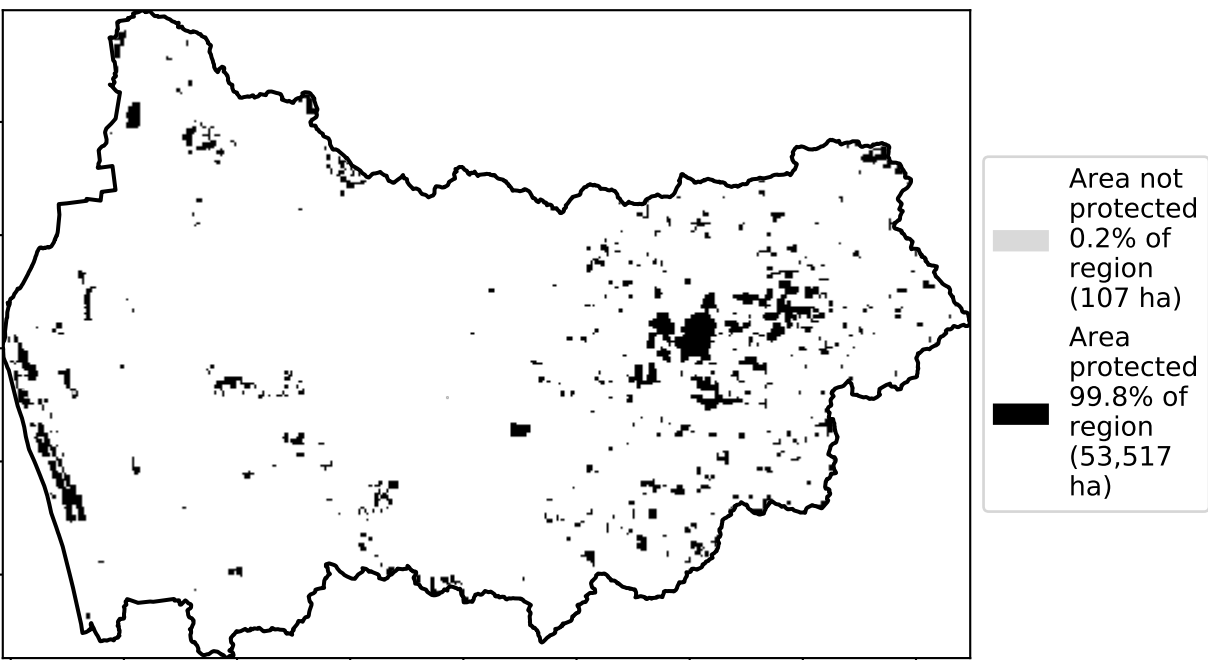 Area not
protected
0.2% of
region
(107 ha)
Area
protected
99.8% of
region
(53,517
ha)